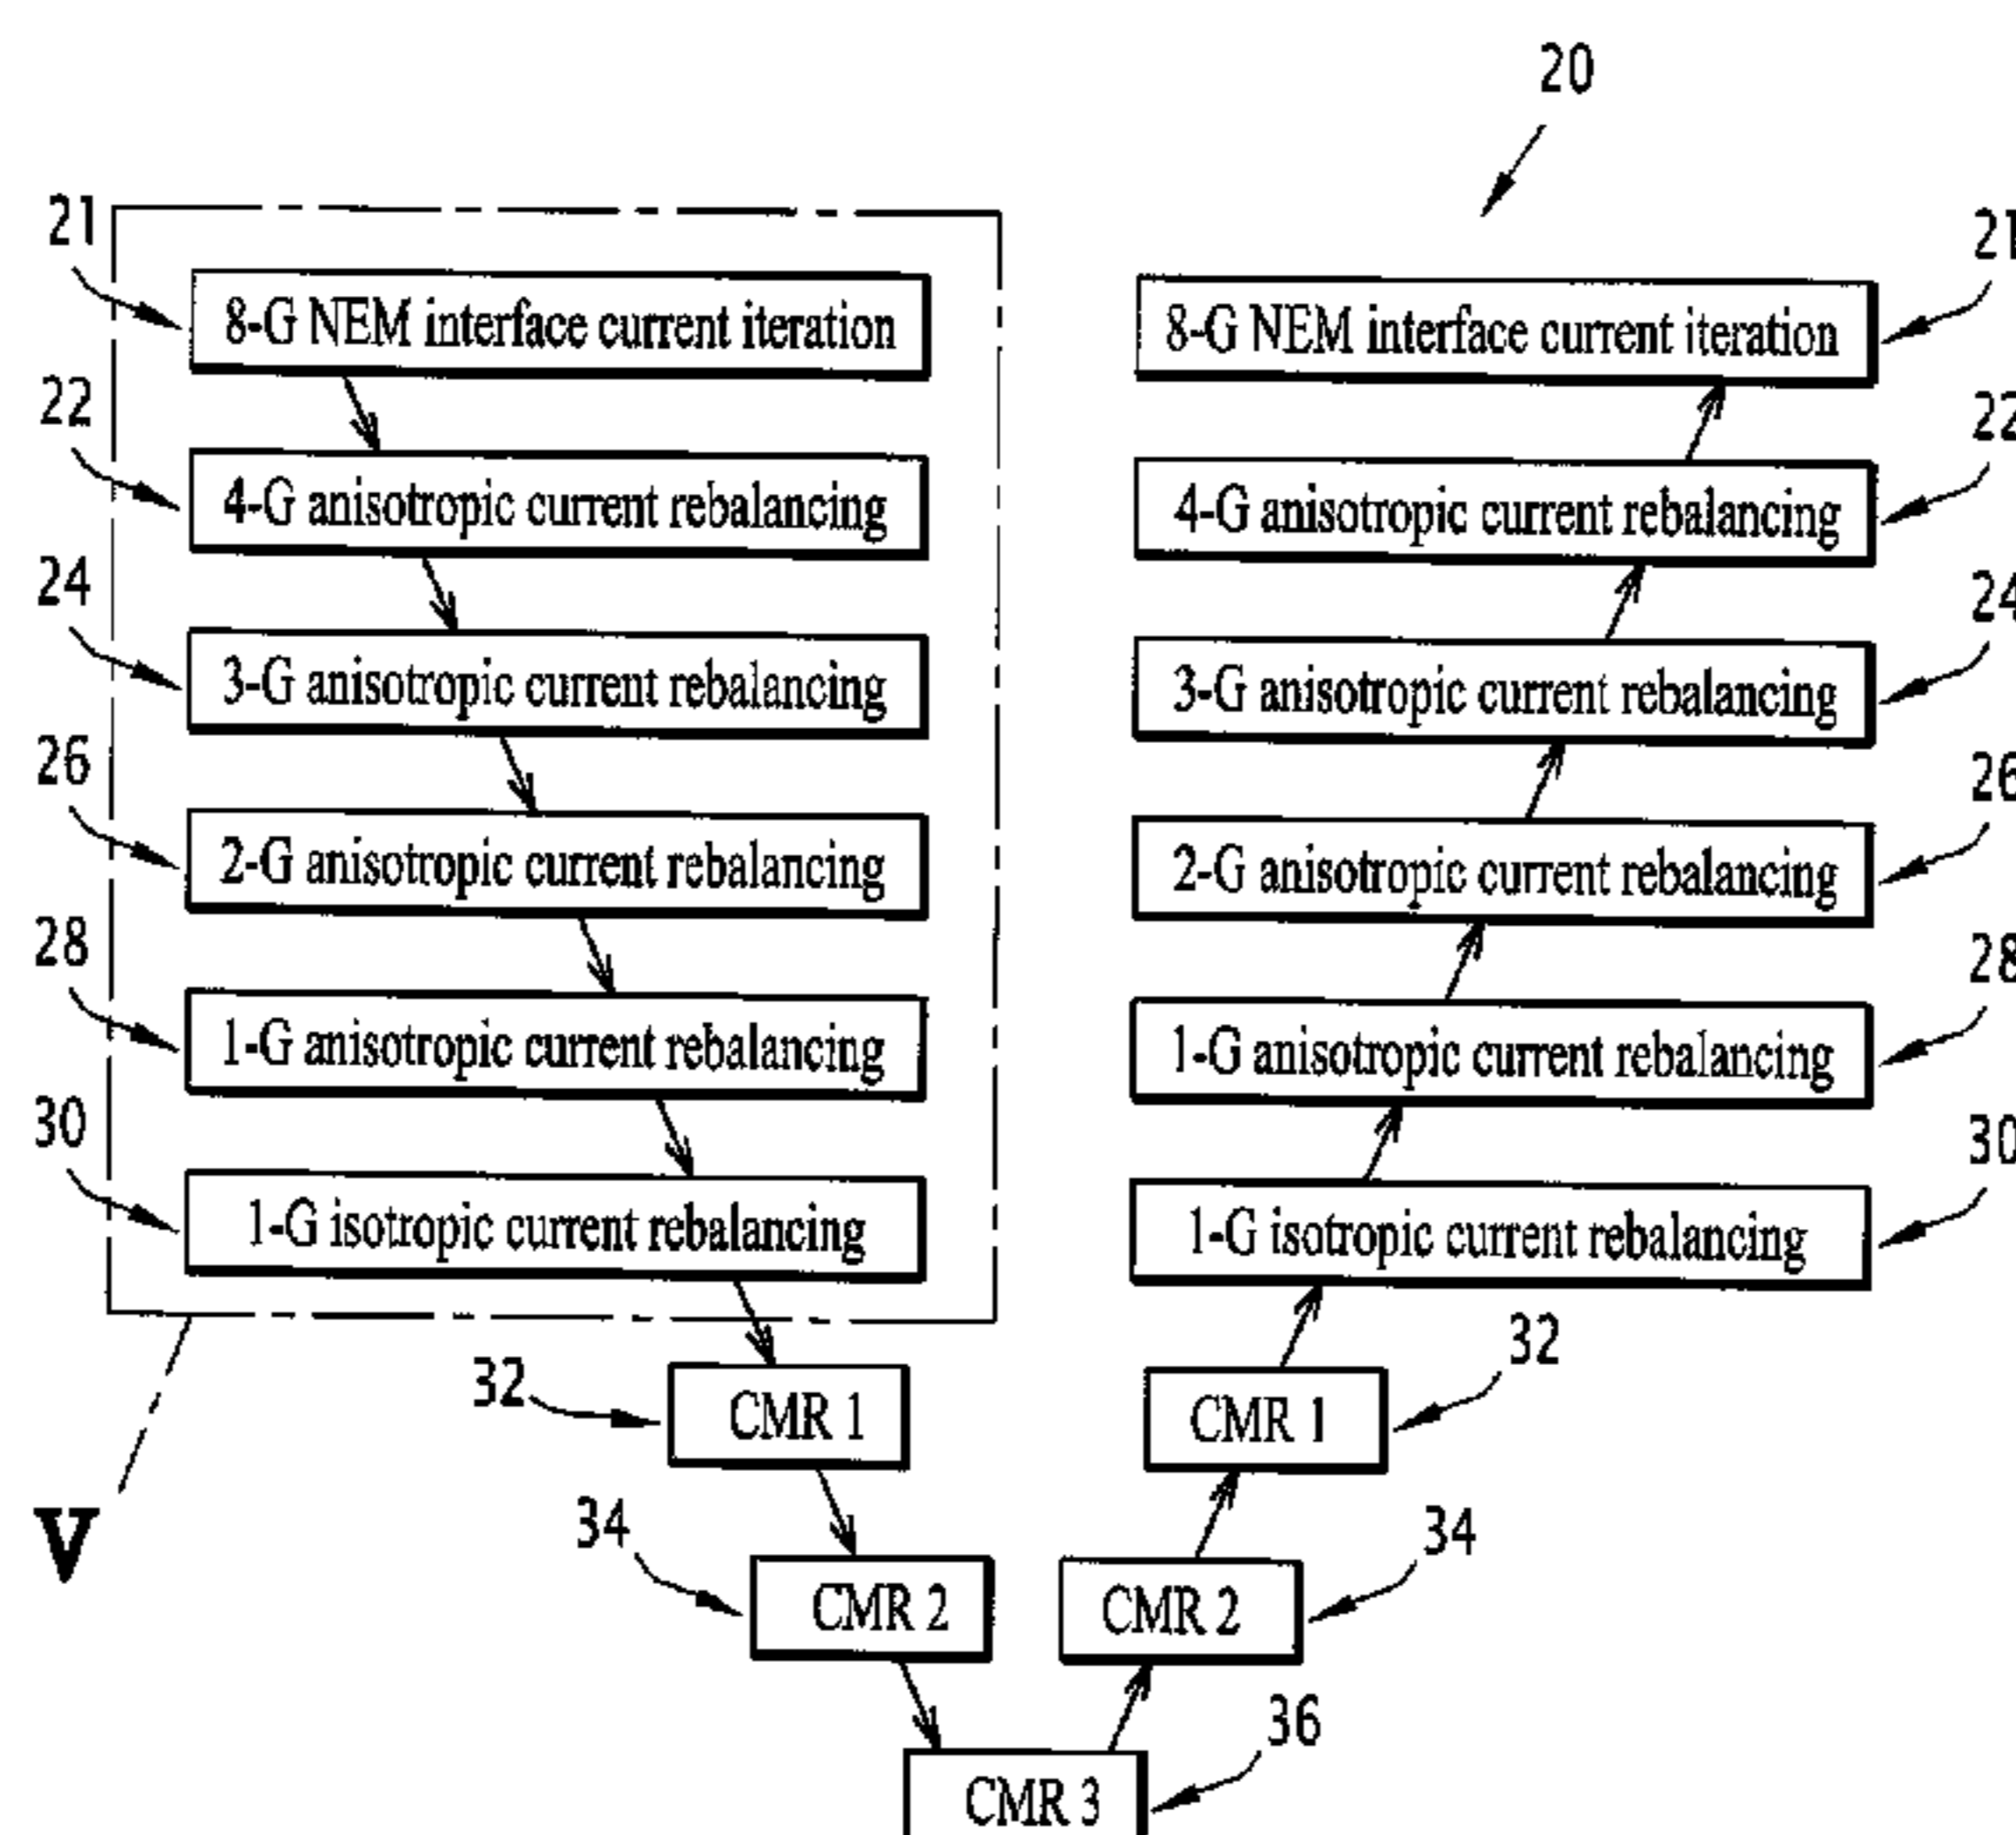 20
21
8-G NEM interface current iteration
8-G NEM interface current iteration
21
22
4-G anisotropic current rebalancing
4-G anisotropic current rebalancing
22
24
3-G anisotropic current rebalancing
3-G anisotropic current rebalancing
24
26
2-G anisotropic current rebalancing
2-G anisotropic current rebalancing
26
28
1-G anisotropic current rebalancing
1-G anisotropic current rebalancing
28
30
1-G isotropic current rebalancing
1-G isotropic current rebalancing
30
32
CMR 1
CMR 1
32
V
34
CMR 2
CMR 2
34
CMR 3
36